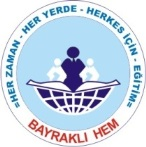 =HER ZAMAN - HER YERDE - HERKES İÇİN - EĞİTİM=
BAYRAKLI HEM